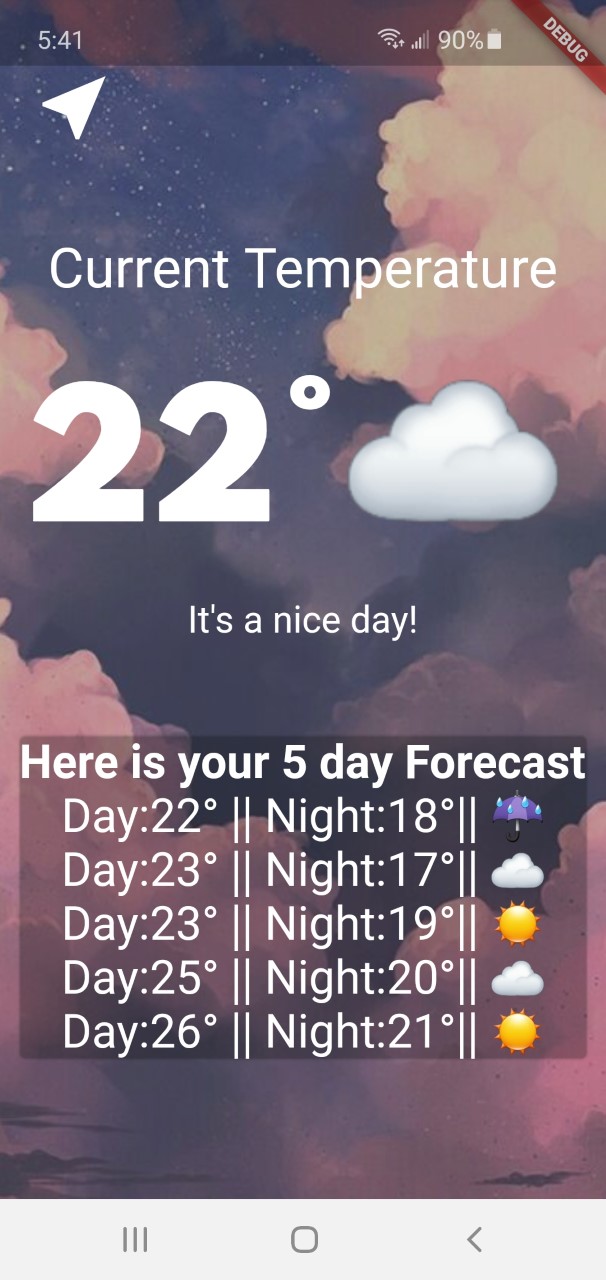 5:41 90%
DEBUG
Current Temperature
22°
It's a nice day!
Here is your 5 day Forecast
Day:22° || Night:18°|| ☔
Day:23° || Night:17°|| ☁️
Day:23° || Night:19°|| ☀️
Day:25° || Night:20°|| ☁️
Day:26° || Night:21°|| ☀️